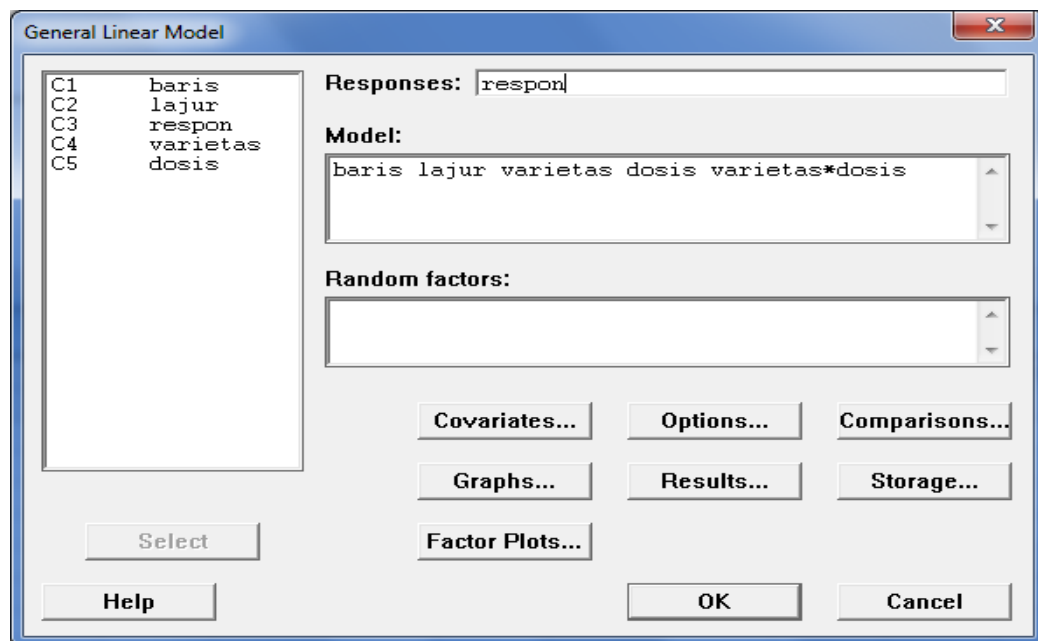 General Linear Model
C1 baris
C2 lajur
C3 respon
C4 varietas
C5 dosis
Responses: respon
Model:
baris lajur varietas dosis varietas*dosis
Random factors:
Covariates... Options... Comparisons...
Graphs... Results... Storage...
Select Factor Plots...
Help OK Cancel